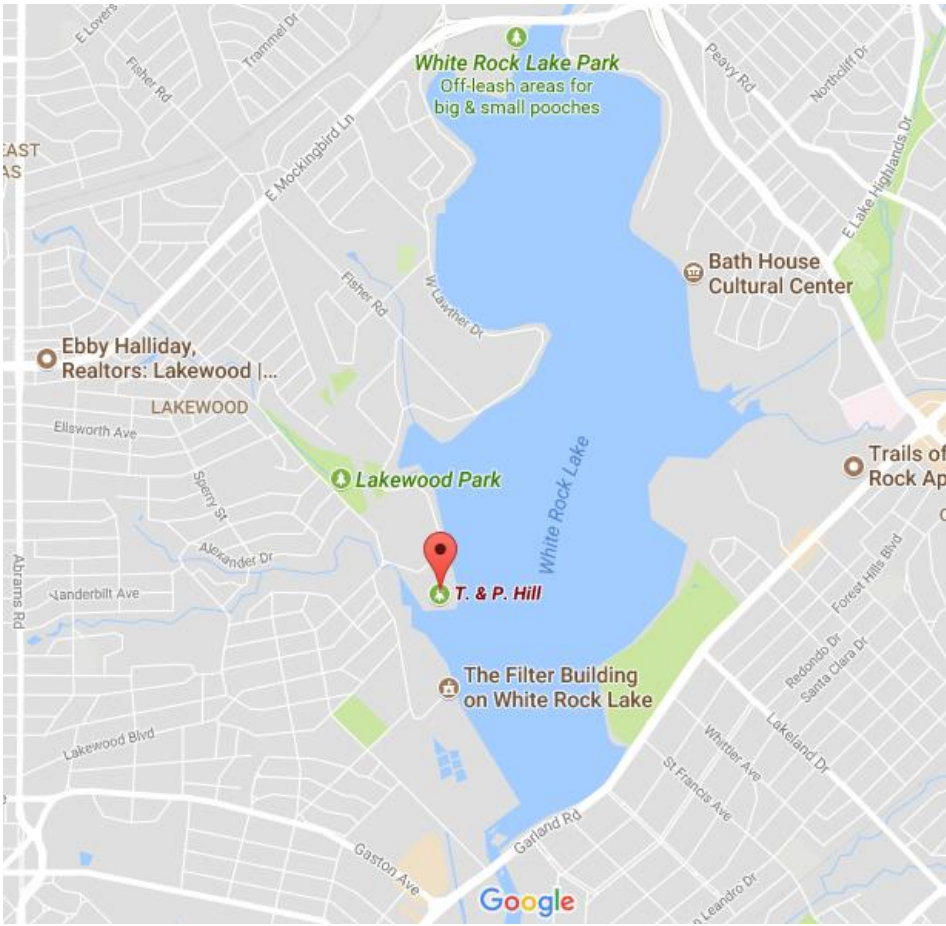 E Lovers
Trammel Dr
Fisher Rd
White Rock Lake Park
Off-leash areas for
big & small pooches
Peavy Rd
Northcliff Dr
EAST
AS
E Mockingbird Ln
E Lake Highlands Dr
Bath House
Cultural Center
Fisher Rd
W Lawther Dr
Ebby Halliday,
Realtors: Lakewood |...
LAKEWOOD
Ellsworth Ave
White Rock Lake
Trails of
Rock Ap
Lakewood Park
Sperry St
Alexander Dr
Abrams Rd
Vanderbilt Ave
T. & P. Hill
Forest Hills Blvd
Redondo Dr
Santa Clara Dr
The Filter Building
on White Rock Lake
Lakewood Blvd
Lakeland Dr
Whittier Ave
St Francis Ave
Garland Rd
Gaston Ave
Google
n Leandro Dr